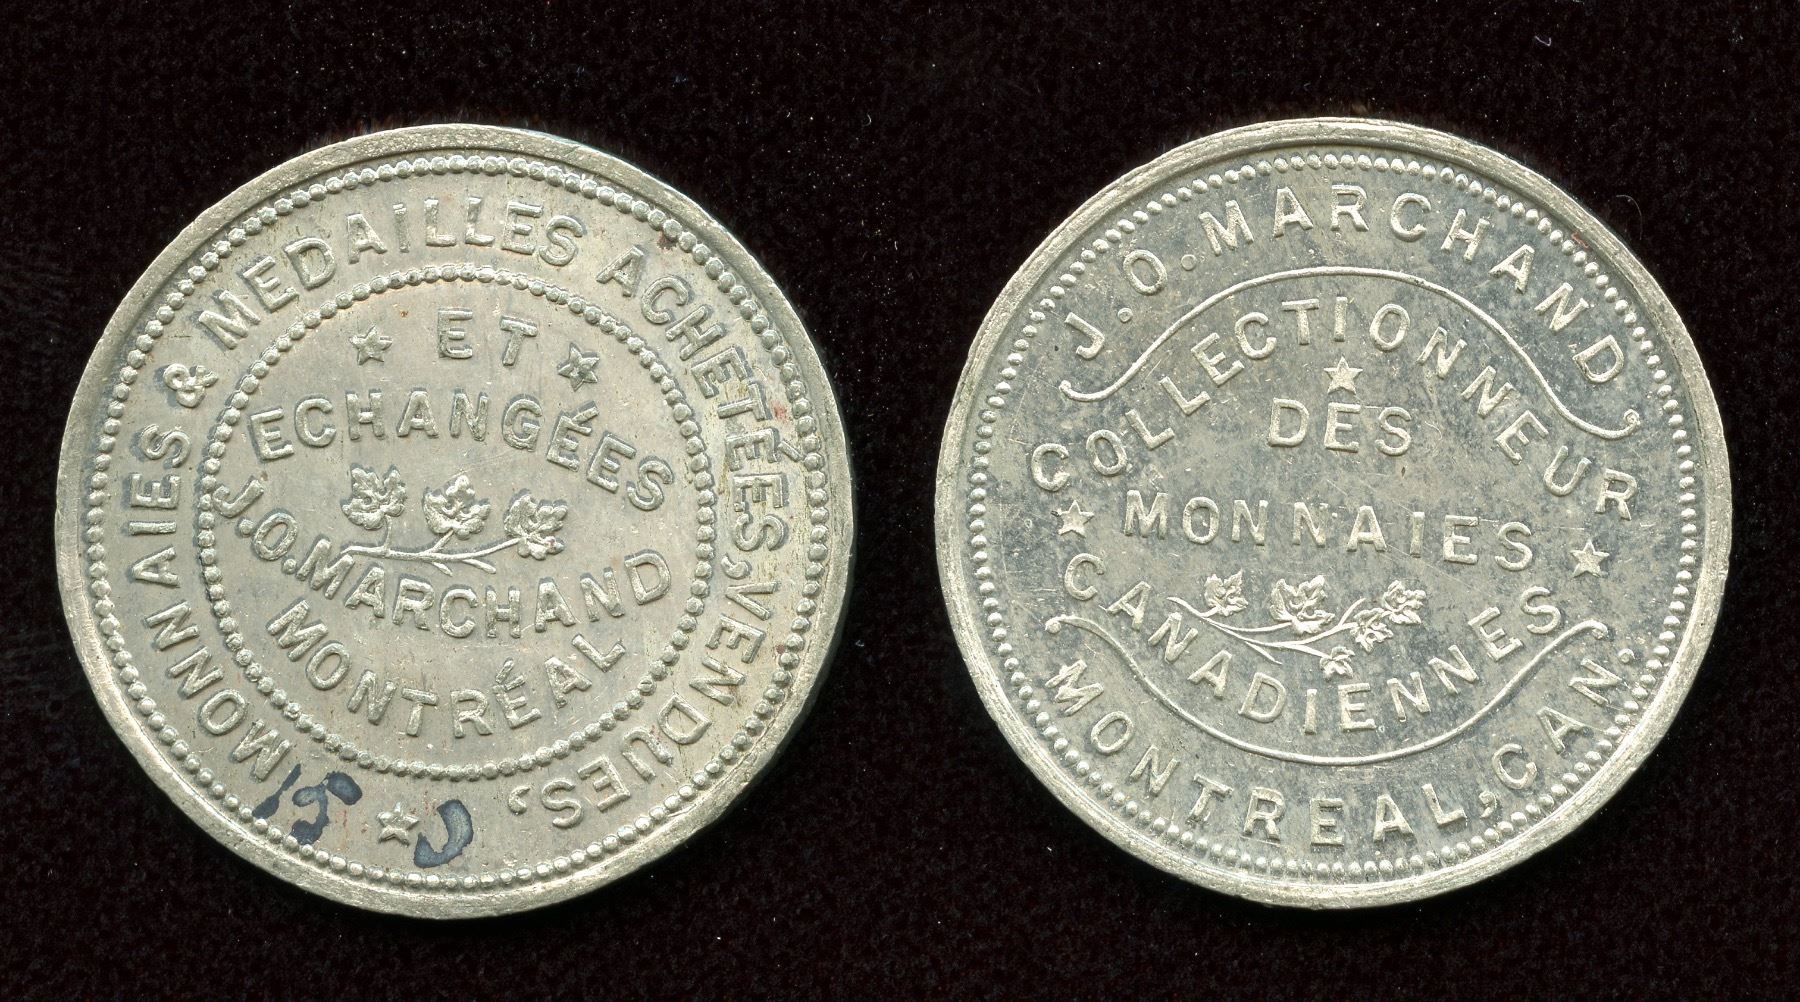 MONNAIES & MEDAILLES ACHETÉES, VENDUES,
ET
ECHANGÉES
J.O. MARCHAND
MONTRÉAL
J. O. MARCHAND,
COLLECTIONNEUR
DES
MONNAIES
CANADIENNES
MONTREAL, CAN.